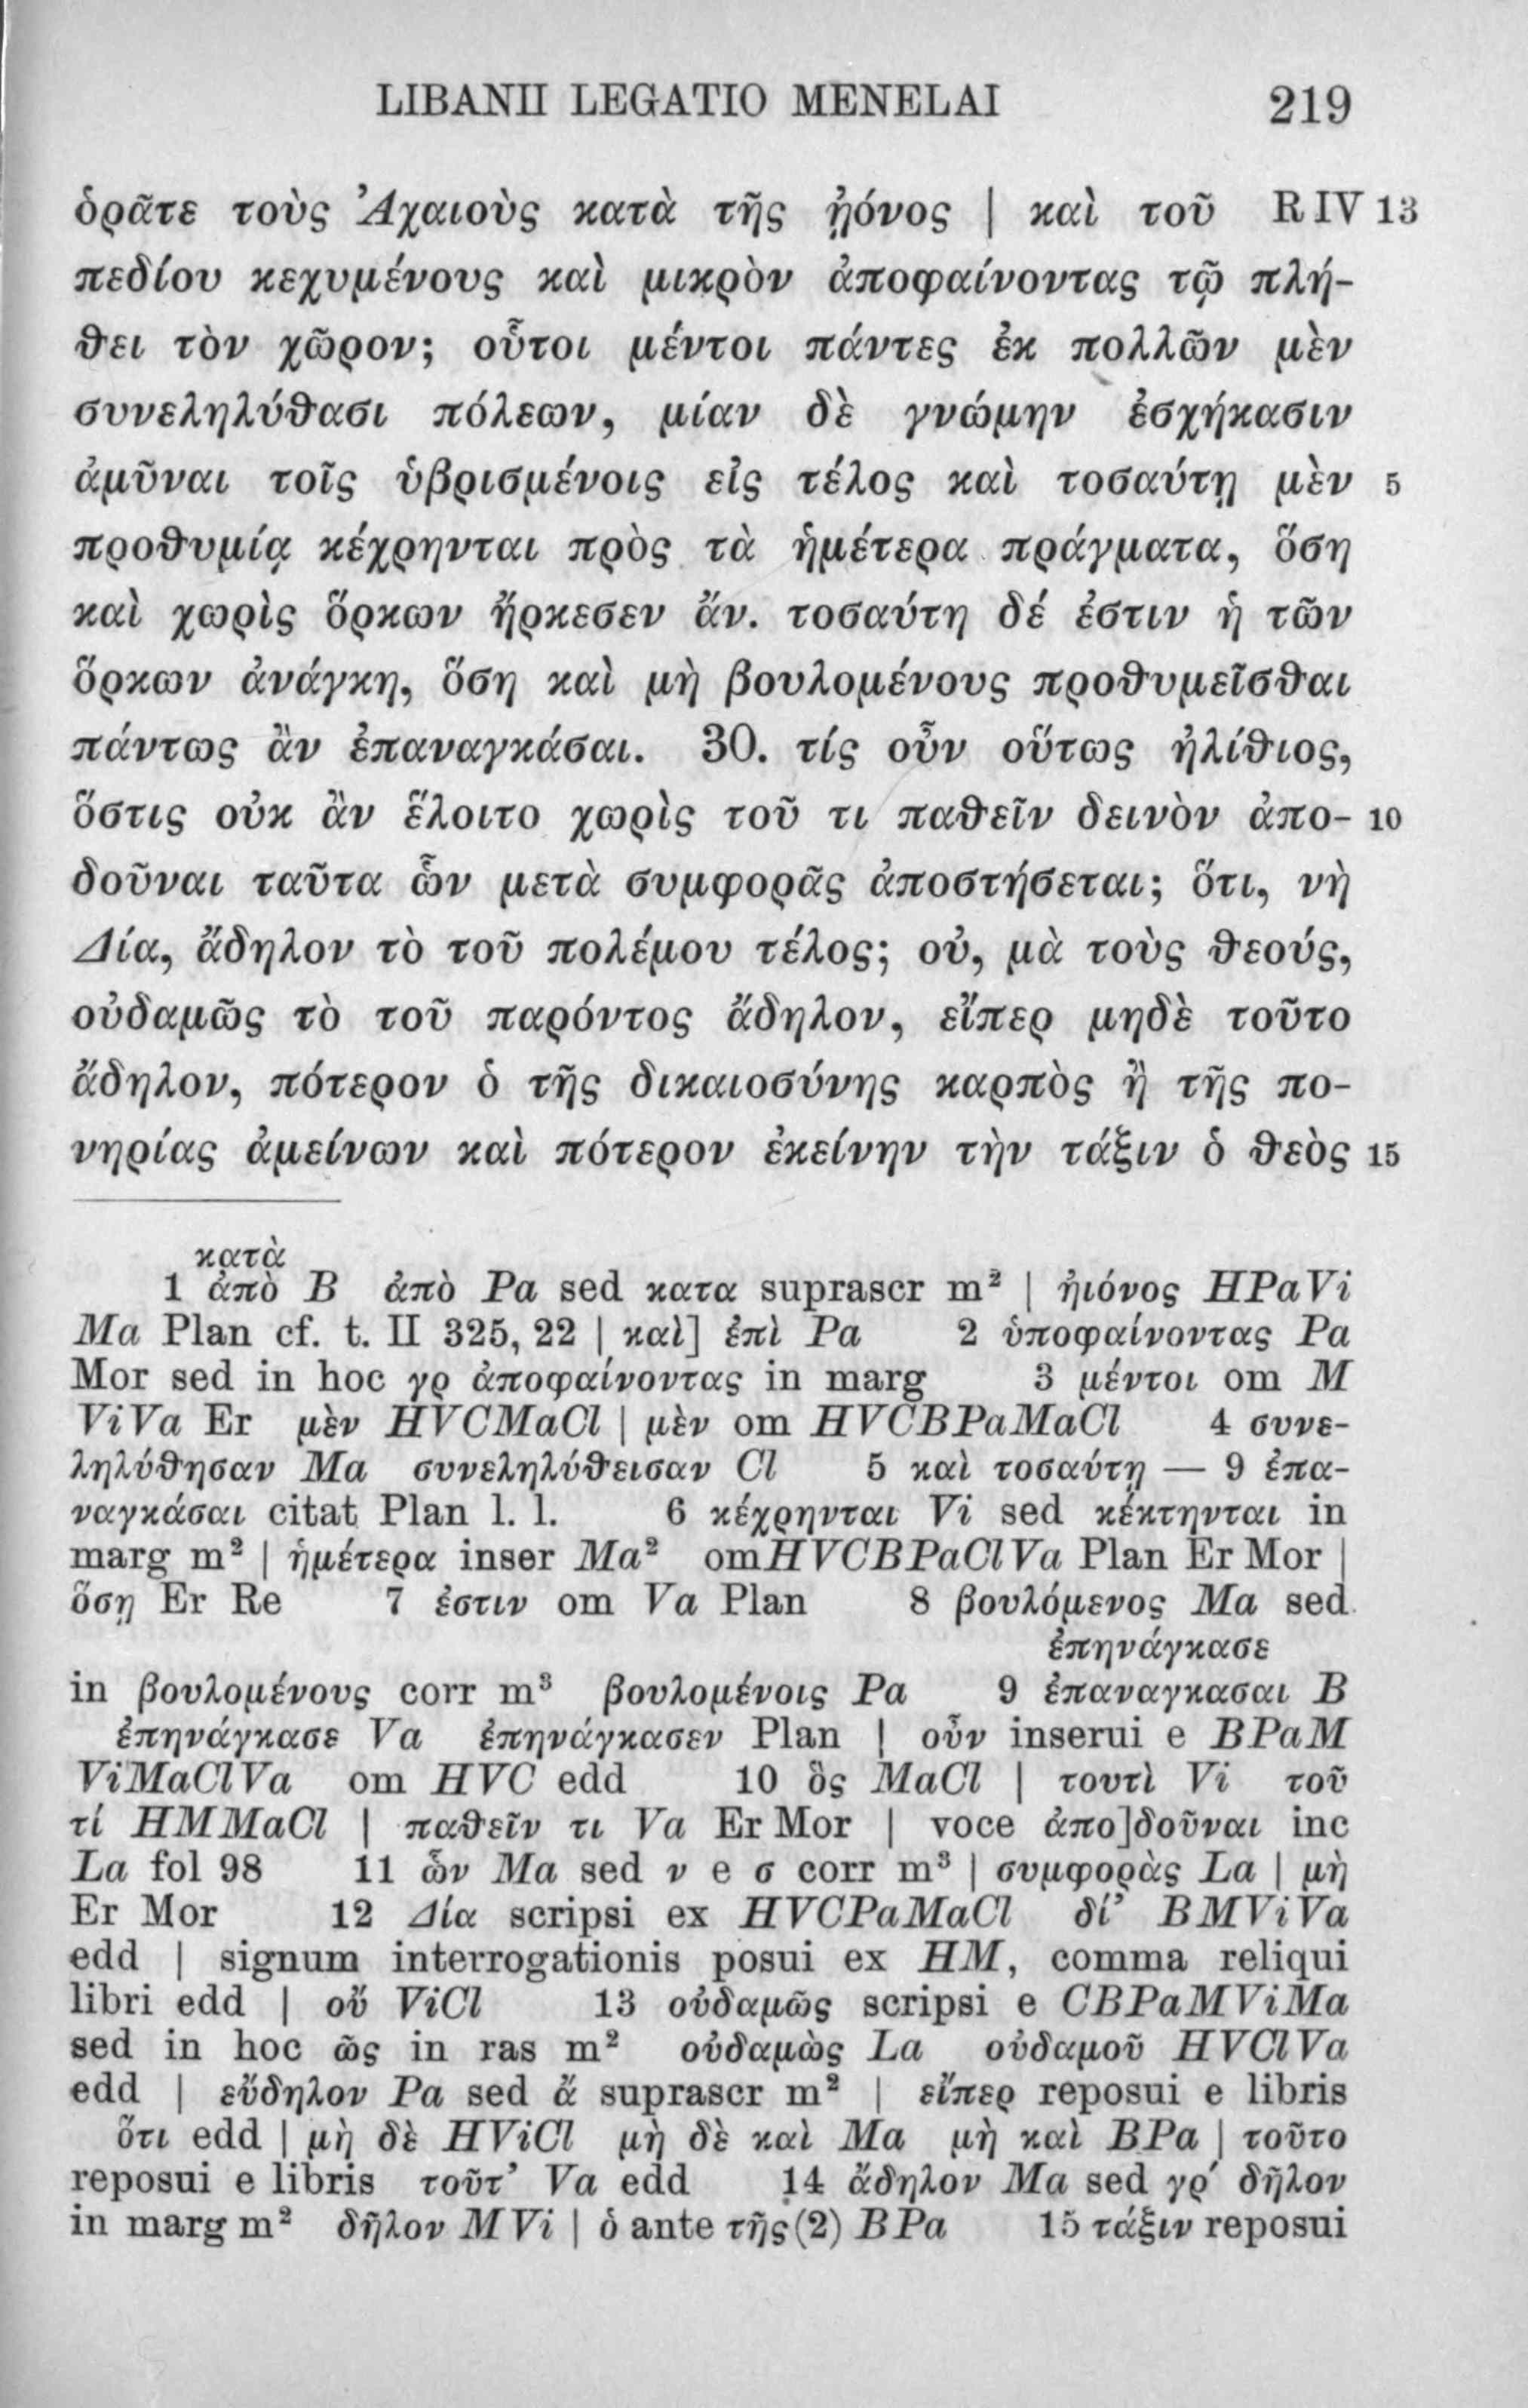 LIBANII LEGATIO MENELAI 219
ὁρᾶτε τοὺς Ἀχαιοὺς κατὰ τῆς ᾐόνος | καὶ τοῦ R IV 13
πεδίου κεχυμένους καὶ μικρὸν ἀποφαίνοντας τῷ πλή-
θει τὸν χῶρον; οὗτοι μέντοι πάντες ἐκ πολλῶν μὲν
συνεληλύθασι πόλεων, μίαν δὲ γνώμην ἐσχήκασιν
ἀμῦναι τοῖς ὑβρισμένοις εἰς τέλος καὶ τοσαύτῃ μὲν 5
προθυμίᾳ κέχρηνται πρὸς τὰ ἡμέτερα πράγματα, ὅση
καὶ χωρὶς ὅρκων ἤρκεσεν ἄν. τοσαύτη δέ ἐστιν ἡ τῶν
ὅρκων ἀνάγκη, ὅση καὶ μὴ βουλομένους προθυμεῖσθαι
πάντως ἂν ἐπαναγκάσαι. 30. τίς οὖν οὕτως ἠλίθιος,
ὅστις οὐκ ἂν ἕλοιτο χωρὶς τοῦ τι παθεῖν δεινὸν ἀπο- 10
δοῦναι ταῦτα ὧν μετὰ συμφορᾶς ἀποστήσεται; ὅτι, νὴ
Δία, ἄδηλον τὸ τοῦ πολέμου τέλος; οὐ, μὰ τοὺς θεούς,
οὐδαμῶς τὸ τοῦ παρόντος ἄδηλον, εἴπερ μηδὲ τοῦτο
ἄδηλον, πότερον ὁ τῆς δικαιοσύνης καρπὸς ἢ τῆς πο-
νηρίας ἀμείνων καὶ πότερον ἐκείνην τὴν τάξιν ὁ θεὸς 15
κατὰ
1 ἀπὸ B ἀπὸ Pa sed κατα suprascr m² | ἠιόνος HPaVi
Ma Plan cf. t. II 325, 22 | καὶ] ἐπὶ Pa 2 ὑποφαίνοντας Pa
Mor sed in hoc γρ ἀποφαίνοντας in marg 3 μέντοι om M
ViVa Er μὲν HVCMaCl | μὲν om HVCBPaMaCl 4 συνε-
ληλύθησαν Ma συνεληλύθεισαν Cl 5 καὶ τοσαύτῃ — 9 ἐπα-
ναγκάσαι citat Plan l. l. 6 κέχρηνται Vi sed κέκτηνται in
marg m² | ἡμέτερα inser Ma² om HVCBPaClVa Plan Er Mor |
ὅσῃ Er Re 7 ἐστιν om Va Plan 8 βουλόμενος Ma sed
ἐπηνάγκασε
in βουλομένους corr m³ βουλομένοις Pa 9 ἐπαναγκασαι B
ἐπηνάγκασε Va ἐπηνάγκασεν Plan | οὖν inserui e BPaM
ViMaClVa om HVC edd 10 ὃς MaCl | τουτὶ Vi τοῦ
τί HMMaCl | παθεῖν τι Va Er Mor | voce ἀπο]δοῦναι inc
La fol 98 11 ὧν Ma sed ν e σ corr m³ | συμφορὰς La | μὴ
Er Mor 12 Δία scripsi ex HVCPaMaCl δί’ BMViVa
edd | signum interrogationis posui ex HM, comma reliqui
libri edd | οὔ ViCl 13 οὐδαμῶς scripsi e CBPaMViMa
sed in hoc ῶς in ras m² οὐδαμὼς La οὐδαμοῦ HVClVa
edd | εὔδηλον Pa sed ἄ suprascr m² | εἴπερ reposui e libris
ὅτι edd | μὴ δὲ HViCl μὴ δὲ καὶ Ma μὴ καὶ BPa | τοῦτο
reposui e libris τοῦτ’ Va edd 14 ἄδηλον Ma sed γρ´ δῆλον
in marg m² δῆλον MVi | ὁ ante τῆς (2) BPa 15 τάξιν reposui